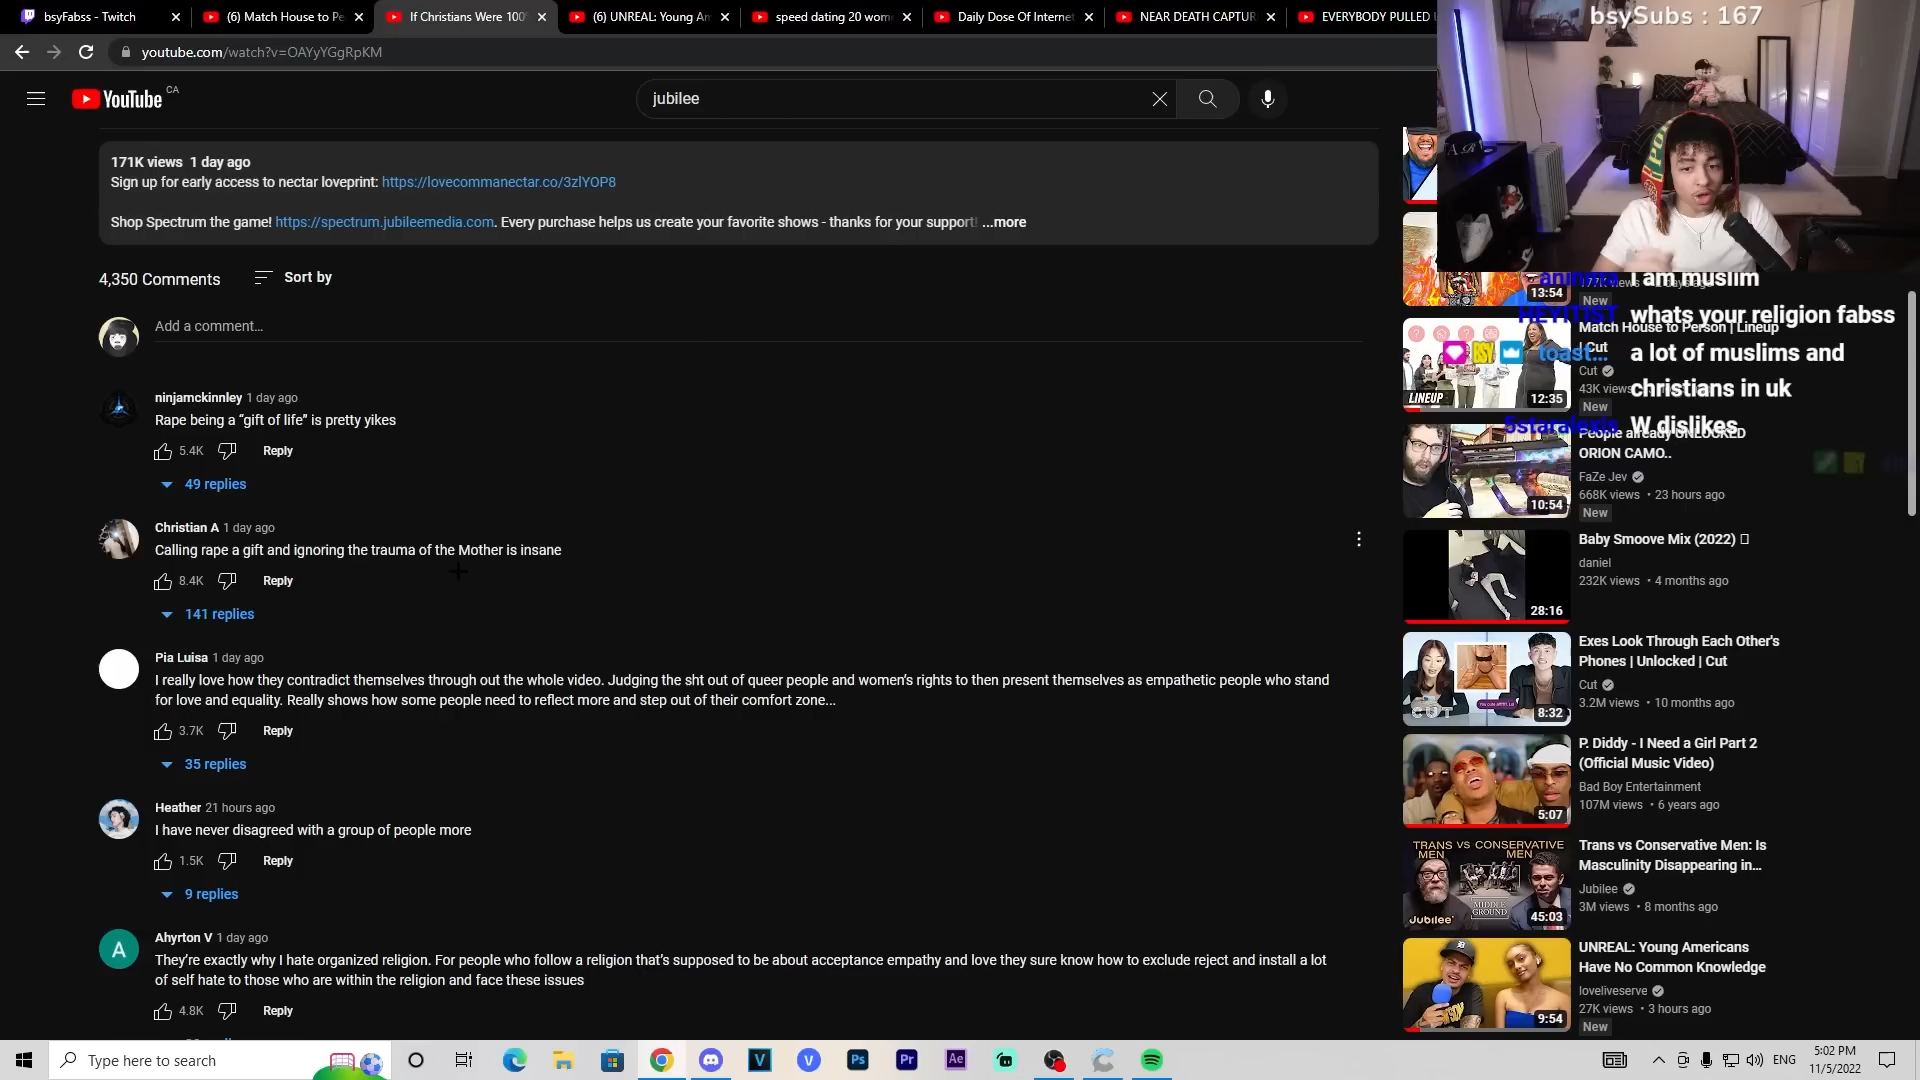 bsyFabss - Twitch
(6) Match House to Pe
If Christians Were 100%
(6) UNREAL: Young Am
speed dating 20 wom
Daily Dose Of Internet
NEAR DEATH CAPTUR
EVERYBODY PULLED U
bsySubs : 167
youtube.com/watch?v=OAYyYGgRpKM
YouTube CA
jubilee
171K views 1 day ago
Sign up for early access to nectar loveprint: https://lovecommanectar.co/3zlYOP8
Shop Spectrum the game! https://spectrum.jubileemedia.com. Every purchase helps us create your favorite shows - thanks for your support! ...more
4,350 Comments
Sort by
Add a comment...
ninjamckinnley 1 day ago
Rape being a “gift of life” is pretty yikes
5.4K
Reply
49 replies
Christian A 1 day ago
Calling rape a gift and ignoring the trauma of the Mother is insane
8.4K
Reply
141 replies
Pia Luisa 1 day ago
I really love how they contradict themselves through out the whole video. Judging the sht out of queer people and women’s rights to then present themselves as empathetic people who stand
for love and equality. Really shows how some people need to reflect more and step out of their comfort zone...
3.7K
Reply
35 replies
Heather 21 hours ago
I have never disagreed with a group of people more
1.5K
Reply
9 replies
Ahyrton V 1 day ago
They’re exactly why I hate organized religion. For people who follow a religion that’s supposed to be about acceptance empathy and love they sure know how to exclude reject and install a lot
of self hate to those who are within the religion and face these issues
4.8K
Reply
A
i am muslim
HEYITIST whats your religion fabss
toast... a lot of muslims and
christians in uk
5staralexis W dislikes
13:54
New
Match House to Person | Lineup
| Cut
Cut
43K views
New
LINEUP
12:35
People already UNLOCKED
ORION CAMO..
FaZe Jev
668K views • 23 hours ago
New
10:54
Baby Smoove Mix (2022)
daniel
232K views • 4 months ago
28:16
Exes Look Through Each Other's
Phones | Unlocked | Cut
Cut
3.2M views • 10 months ago
CUT
8:32
P. Diddy - I Need a Girl Part 2
(Official Music Video)
Bad Boy Entertainment
107M views • 6 years ago
5:07
Trans vs Conservative Men: Is
Masculinity Disappearing in...
Jubilee
3M views • 8 months ago
TRANS VS CONSERVATIVE
MEN MEN
MIDDLE
GROUND
Jubilee
45:03
UNREAL: Young Americans
Have No Common Knowledge
loveliveserve
27K views • 3 hours ago
New
9:54
Type here to search
Ps
Pr
Ae
ENG
5:02 PM
11/5/2022